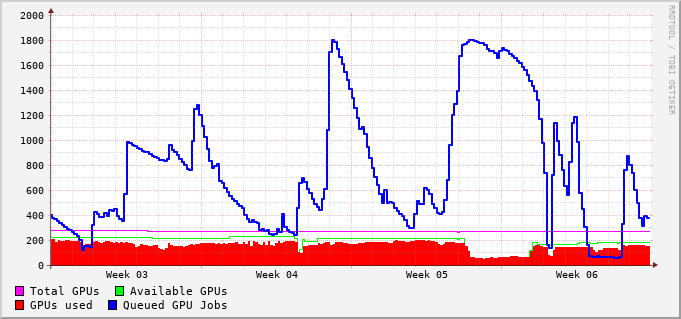 2000
1800
1600
1400
1200
1000
800
600
400
200
0
Week 03 Week 04 Week 05 Week 06
Total GPUs Available GPUs
GPUs used Queued GPU Jobs
RRDTOOL / TOBI OETIKER